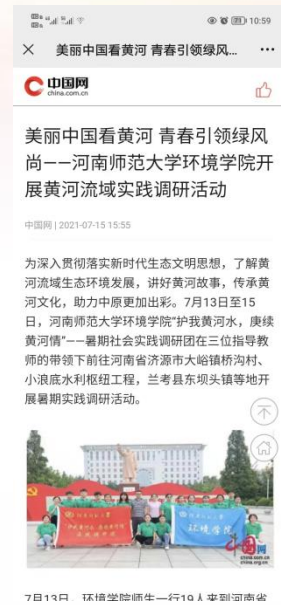 10:59
美丽中国看黄河 青春引领绿风...
中国网
china.com.cn
美丽中国看黄河 青春引领绿风
尚——河南师范大学环境学院开
展黄河流域实践调研活动
中国网 | 2021-07-15 15:55
为深入贯彻落实新时代生态文明思想，了解黄
河流域生态环境发展，讲好黄河故事，传承黄
河文化，助力中原更加出彩。7月13日至15
日，河南师范大学环境学院“护我黄河水，庚续
黄河情”——暑期社会实践调研团在三位指导教
师的带领下前往河南省济源市大峪镇桥沟村、
小浪底水利枢纽工程，兰考县东坝头镇等地开
展暑期实践调研活动。
环境学院
中国网
china.com.cn
7月13日，环境学院师生一行19人来到河南省